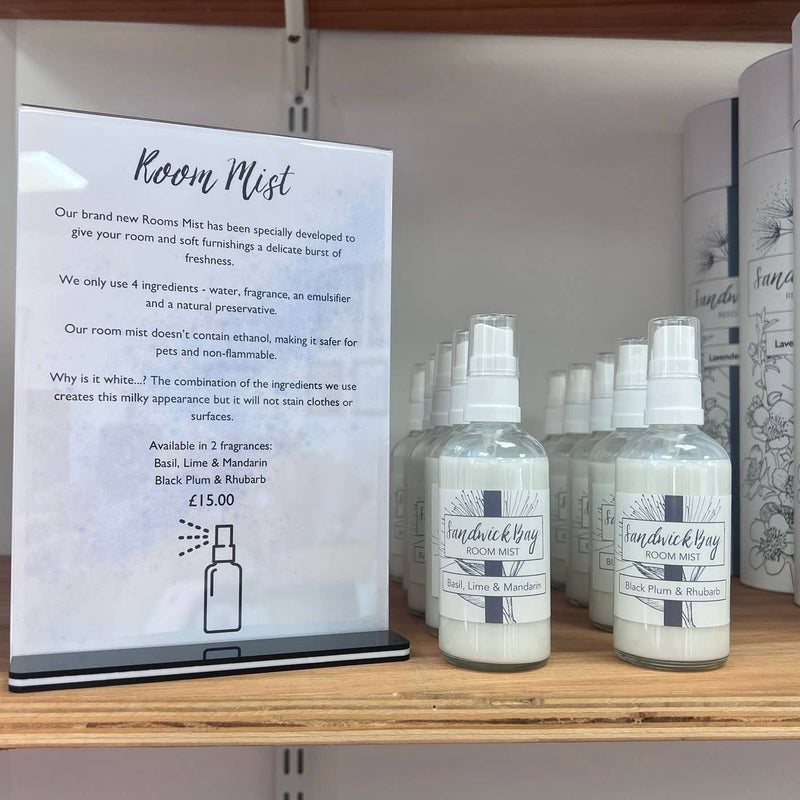 Room Mist
Our brand new Rooms Mist has been specially developed to
give your room and soft furnishings a delicate burst of
freshness.
We only use 4 ingredients - water, fragrance, an emulsifier
and a natural preservative.
Our room mist doesn't contain ethanol, making it safer for
pets and non-flammable.
Why is it white...? The combination of the ingredients we use
creates this milky appearance but it will not stain clothes or
surfaces.
Available in 2 fragrances:
Basil, Lime & Mandarin
Black Plum & Rhubarb
£15.00
Sandwick Bay
ROOM MIST
Basil, Lime & Mandarin
Sandwick Bay
ROOM MIST
Black Plum & Rhubarb